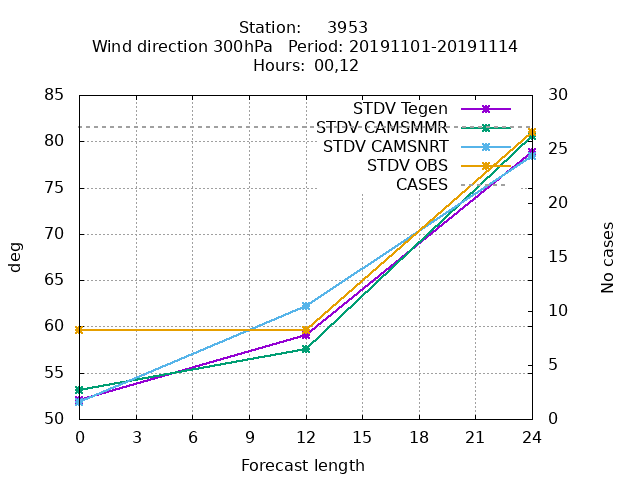 Station: 3953
Wind direction 300hPa Period: 20191101-20191114
Hours: 00,12
STDV Tegen
STDV CAMSMMR
STDV CAMSNRT
STDV OBS
CASES
85
80
75
70
65
60
55
50
deg
30
25
20
15
10
5
0
No cases
0 3 6 9 12 15 18 21 24
Forecast length